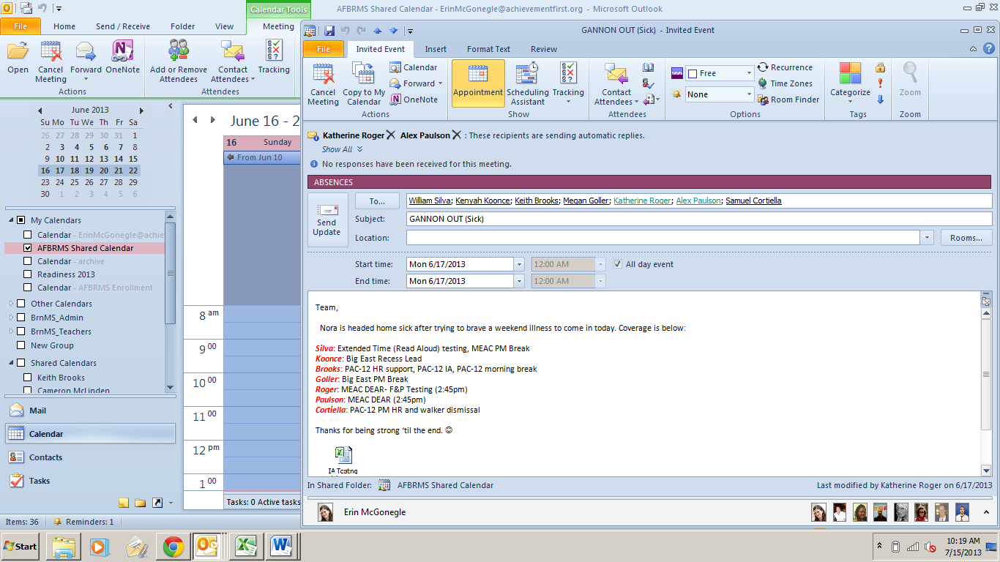 Calendar Tools
AFBRMS Shared Calendar - ErinMcGonegle@achievementfirst.org - Microsoft Outlook
File Home Send / Receive Folder View Meeting
Open
Cancel Meeting
Forward
OneNote
Actions
Add or Remove Attendees
Contact Attendees
Tracking
Attendees
June 2013
Su Mo Tu We Th Fr Sa
26 27 28 29 30 31 1
2 3 4 5 6 7 8
9 10 11 12 13 14 15
16 17 18 19 20 21 22
23 24 25 26 27 28 29
30 1 2 3 4 5 6
My Calendars
Calendar - ErinMcGonegle@achie
AFBRMS Shared Calendar
Calendar - archive
Readiness 2013
Calendar - AFBRMS Enrollment
Other Calendars
BrnMS_Admin
BrnMS_Teachers
New Group
Shared Calendars
Keith Brooks
Cameron McLinden
Mail
Calendar
Contacts
Tasks
Items: 36 Reminders: 1
June 16 - 2
16 Sunday
From Jun 10
8 am
9 00
10 00
11 00
12 pm
1 00
Tasks: 0 Active tasks
GANNON OUT (Sick) - Invited Event
File Invited Event Insert Format Text Review
Cancel Meeting
Copy to My Calendar
Calendar
Forward
OneNote
Actions
Appointment
Scheduling Assistant
Tracking
Show
Contact Attendees
Attendees
Free
None
Recurrence
Time Zones
Room Finder
Options
Categorize
Tags
Zoom
Zoom
Katherine Roger Alex Paulson : These recipients are sending automatic replies.
Show All
No responses have been received for this meeting.
ABSENCES
Send Update
To... William Silva; Kenyah Koonce; Keith Brooks; Megan Goller; Katherine Roger; Alex Paulson; Samuel Cortiella
Subject: GANNON OUT (Sick)
Location: Rooms...
Start time: Mon 6/17/2013 12:00 AM All day event
End time: Mon 6/17/2013 12:00 AM
Team,
Nora is headed home sick after trying to brave a weekend illness to come in today. Coverage is below:
Silva: Extended Time (Read Aloud) testing, MEAC PM Break
Koonce: Big East Recess Lead
Brooks: PAC-12 HR support, PAC-12 IA, PAC-12 morning break
Goller: Big East PM Break
Roger: MEAC DEAR- F&P Testing (2:45pm)
Paulson: MEAC DEAR (2:45pm)
Cortiella: PAC-12 PM HR and walker dismissal
Thanks for being strong ‘til the end. ☺
IA Testing
In Shared Folder: AFBRMS Shared Calendar Last modified by Katherine Roger on 6/17/2013
Erin McGonegle
Start
10:19 AM
7/15/2013